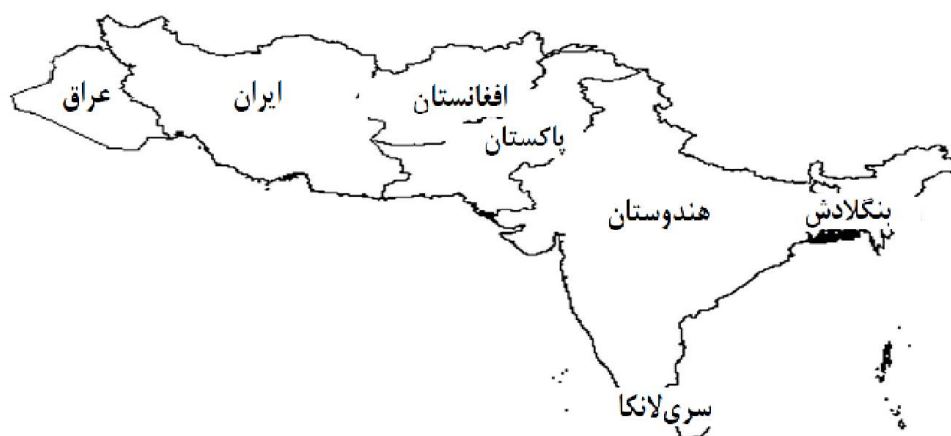 افغانستان
ایران
عراق
پاکستان
هندوستان
بنگلادش
سری‌لانکا